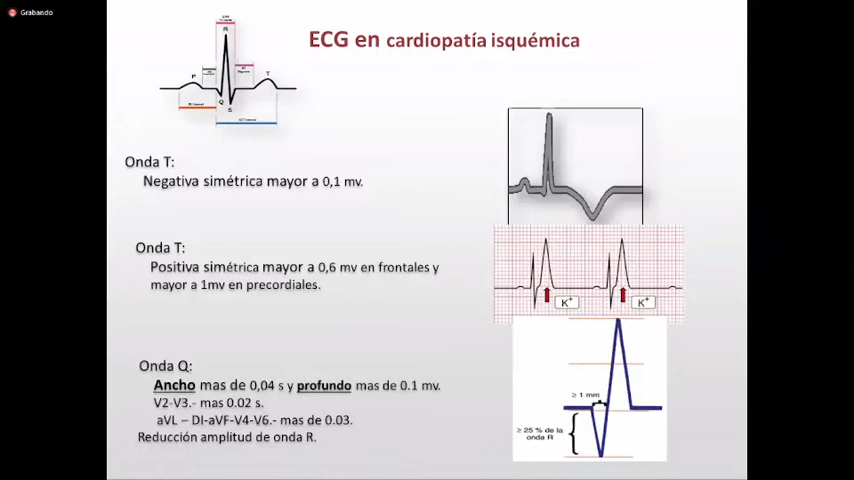 Grabando
ECG en cardiopatía isquémica
R
P
T
Q
S
Onda T:
Negativa simétrica mayor a 0,1 mv.
Onda T:
Positiva simétrica mayor a 0,6 mv en frontales y
mayor a 1mv en precordiales.
K+
K+
Onda Q:
Ancho mas de 0,04 s y profundo mas de 0.1 mv.
V2-V3.- mas 0.02 s.
aVL – DI-aVF-V4-V6.- mas de 0.03.
Reducción amplitud de onda R.
≥ 1 mm
≥ 25 % de la
onda R